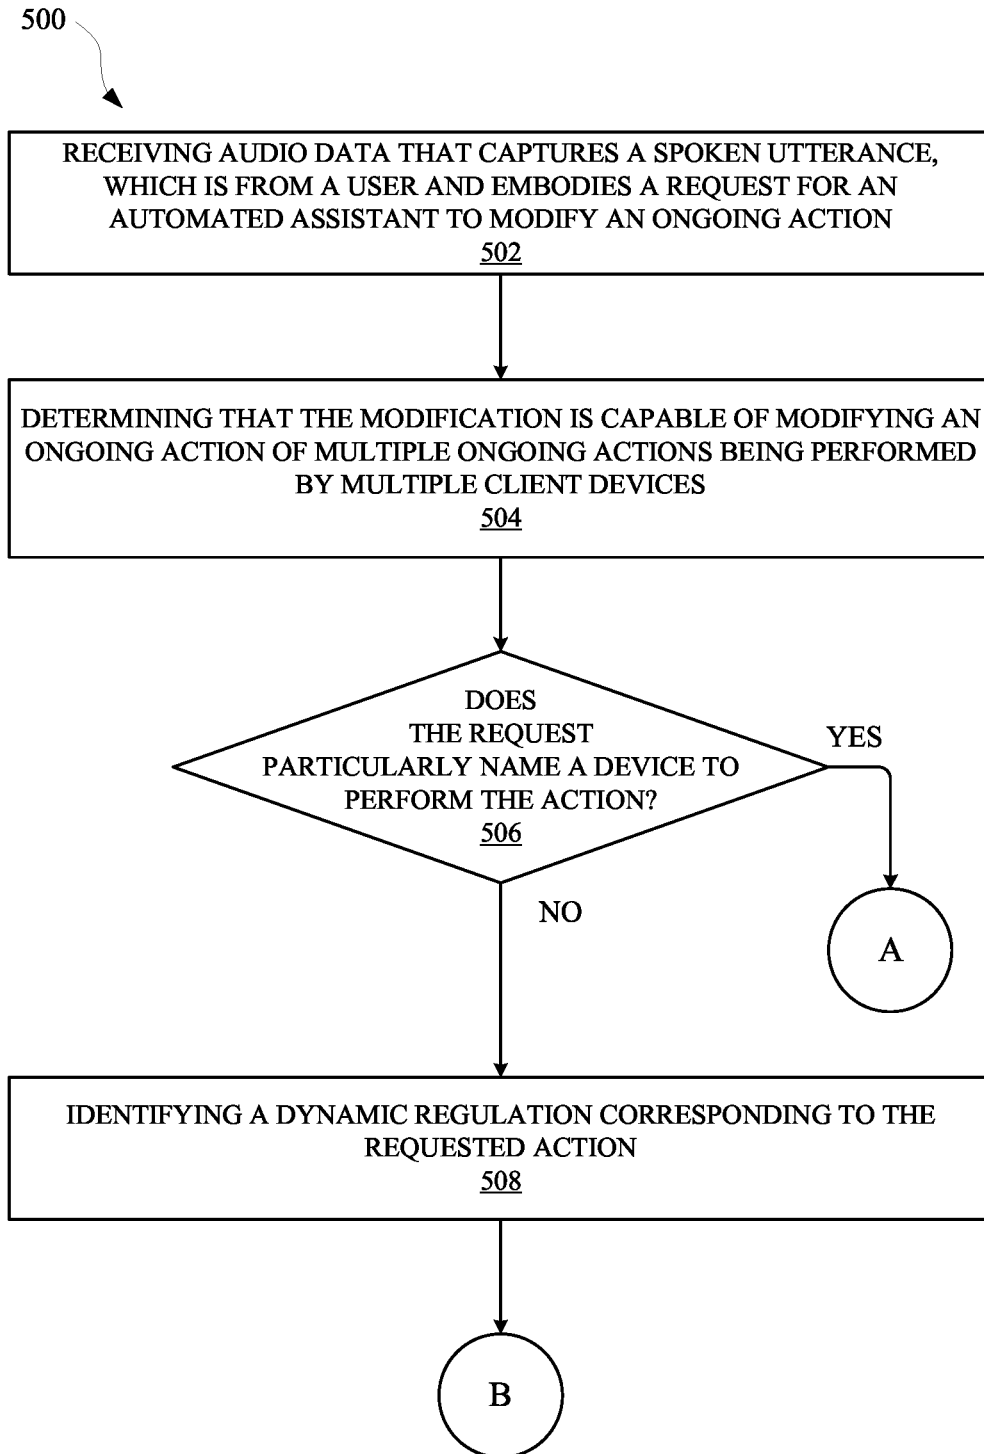 500
RECEIVING AUDIO DATA THAT CAPTURES A SPOKEN UTTERANCE,
WHICH IS FROM A USER AND EMBODIES A REQUEST FOR AN
AUTOMATED ASSISTANT TO MODIFY AN ONGOING ACTION
502
DETERMINING THAT THE MODIFICATION IS CAPABLE OF MODIFYING AN
ONGOING ACTION OF MULTIPLE ONGOING ACTIONS BEING PERFORMED
BY MULTIPLE CLIENT DEVICES
504
DOES
THE REQUEST
PARTICULARLY NAME A DEVICE TO
PERFORM THE ACTION?
506
YES
NO
A
IDENTIFYING A DYNAMIC REGULATION CORRESPONDING TO THE
REQUESTED ACTION
508
B